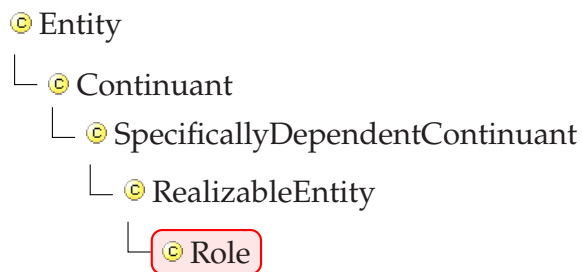 © Entity
© Continuant
© SpecificallyDependentContinuant
© RealizableEntity
© Role